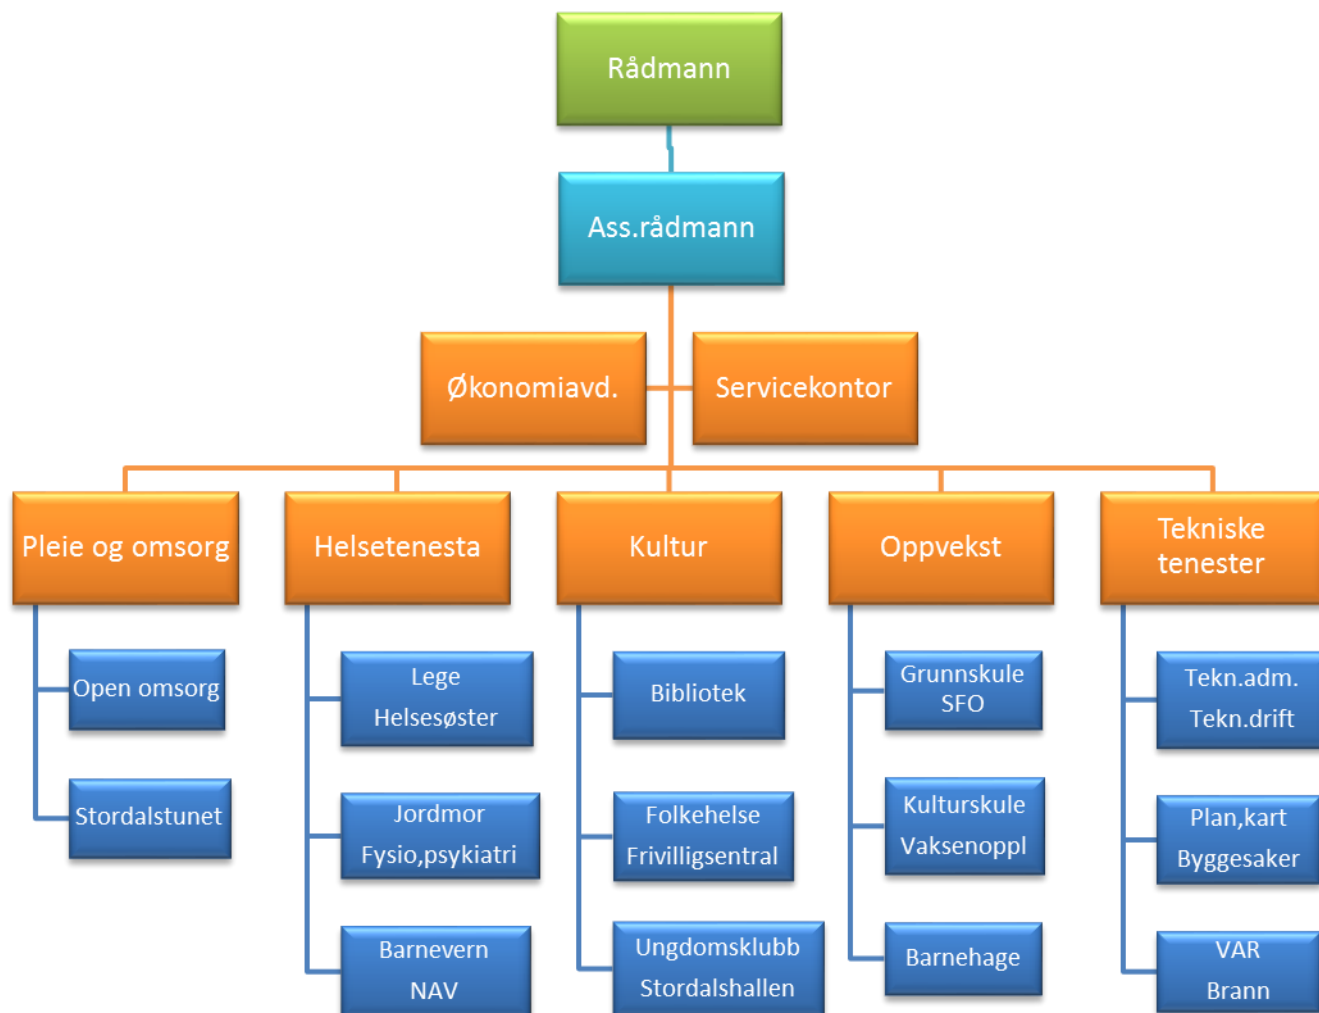 Rådmann
Ass.rådmann
Økonomiavd.
Servicekontor
Pleie og omsorg
Helsetenesta
Kultur
Oppvekst
Tekniske
tenester
Open omsorg
Stordalstunet
Lege
Helsesøster
Jordmor
Fysio,psykiatri
Barnevern
NAV
Bibliotek
Folkehelse
Frivilligsentral
Ungdomsklubb
Stordalshallen
Grunnskule
SFO
Kulturskule
Vaksenoppl
Barnehage
Tekn.adm.
Tekn.drift
Plan,kart
Byggesaker
VAR
Brann